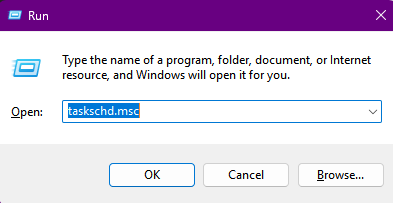 Run
Type the name of a program, folder, document, or Internet
resource, and Windows will open it for you.
Open: taskschd.msc
OK Cancel Browse...